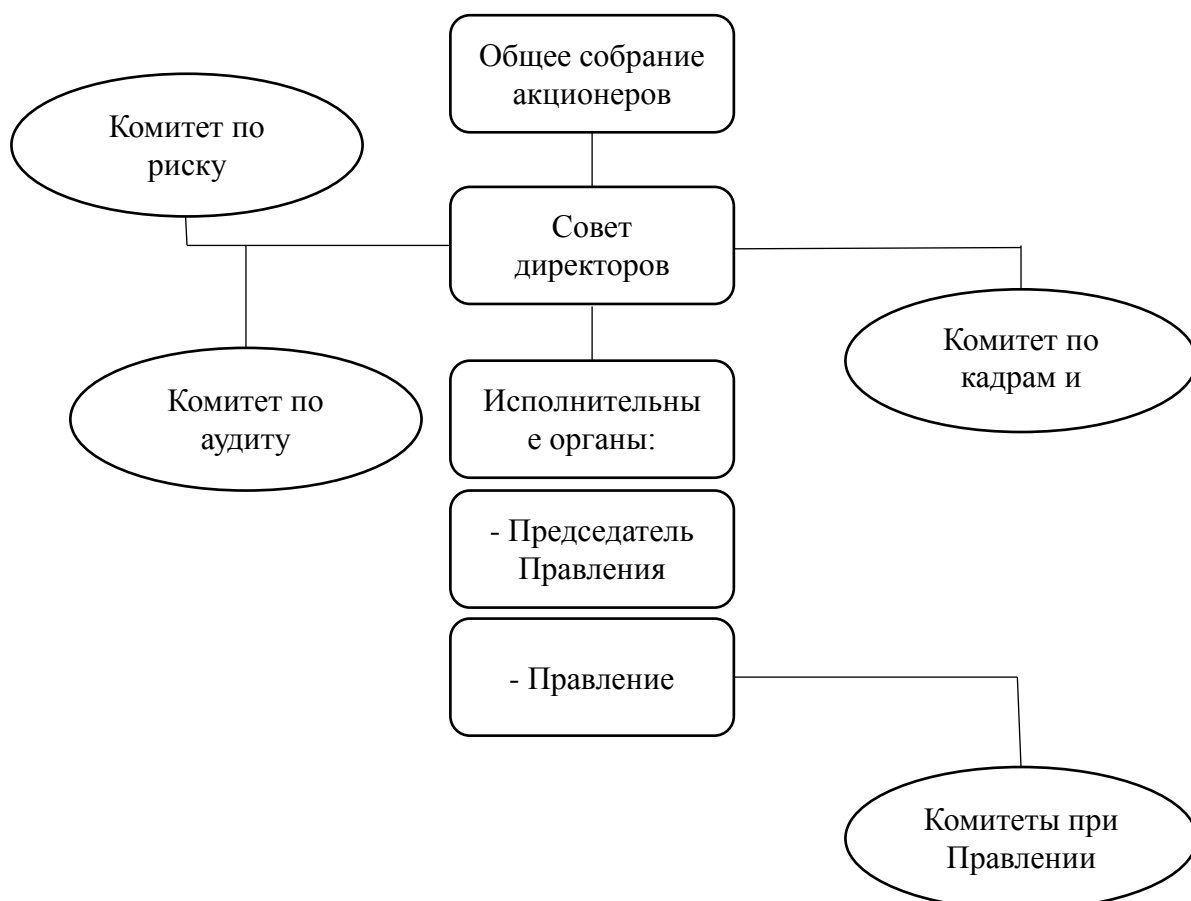 Общее собрание
акционеров
Комитет по
риску
Совет
директоров
Комитет по
кадрам и
Комитет по
аудиту
Исполнительны
е органы:
- Председатель
Правления
- Правление
Комитеты при
Правлении